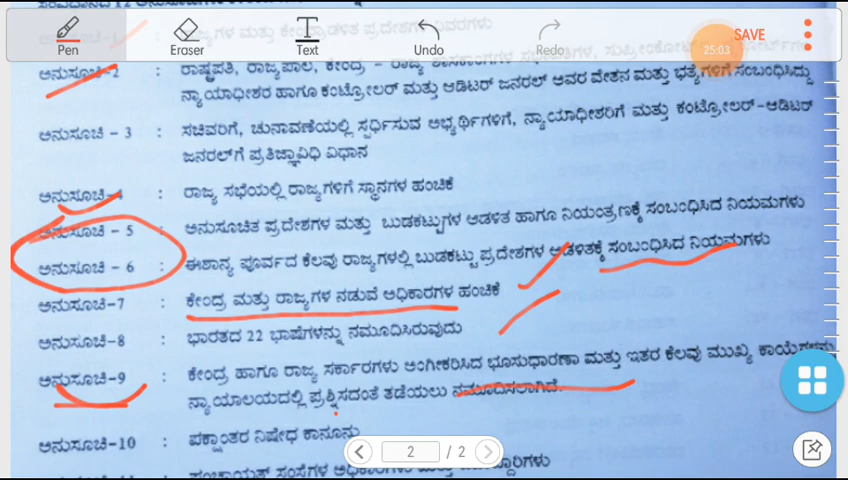 ಸಂವಿಧಾನದ 12
Pen
Eraser
Text
Undo
Redo
25:03
SAVE
ಅನುಸೂಚಿ-2 : ರಾಷ್ಟ್ರಪತಿ, ರಾಜ್ಯಪಾಲ, ಕೇಂದ್ರ – ರಾಜ್ಯ
ನ್ಯಾಯಾಧೀಶರ ಹಾಗೂ ಕಂಟ್ರೋಲರ್ ಮತ್ತು ಆಡಿಟರ್ ಜನರಲ್ ಅವರ ವೇತನ ಮತ್ತು ಭತ್ಯಗಳಿಗೆ ಸಂಬಂಧಿಸಿದ್ದು
ಅನುಸೂಚಿ – 3 : ಸಚಿವರಿಗೆ, ಚುನಾವಣೆಯಲ್ಲಿ ಸ್ಪರ್ಧಿಸುವ ಅಭ್ಯರ್ಥಿಗಳಿಗೆ, ನ್ಯಾಯಾಧೀಶರಿಗೆ ಮತ್ತು ಕಂಟ್ರೋಲರ್-ಆಡಿಟರ್
ಜನರಲ್‌ಗೆ ಪ್ರತಿಜ್ಞಾವಿಧಿ ವಿಧಾನ
ಅನುಸೂಚಿ-4 : ರಾಜ್ಯ ಸಭೆಯಲ್ಲಿ ರಾಜ್ಯಗಳಿಗೆ ಸ್ಥಾನಗಳ ಹಂಚಿಕೆ
ಅನುಸೂಚಿ – 5 : ಅನುಸೂಚಿತ ಪ್ರದೇಶಗಳ ಮತ್ತು ಬುಡಕಟ್ಟುಗಳ ಆಡಳಿತ ಹಾಗೂ ನಿಯಂತ್ರಣಕ್ಕೆ ಸಂಬಂಧಿಸಿದ ನಿಯಮಗಳು
ಅನುಸೂಚಿ – 6 : ಈಶಾನ್ಯ ಪೂರ್ವದ ಕೆಲವು ರಾಜ್ಯಗಳಲ್ಲಿ ಬುಡಕಟ್ಟು ಪ್ರದೇಶಗಳ ಆಡಳಿತಕ್ಕೆ ಸಂಬಂಧಿಸಿದ ನಿಯಮಗಳು
ಅನುಸೂಚಿ-7 : ಕೇಂದ್ರ ಮತ್ತು ರಾಜ್ಯಗಳ ನಡುವೆ ಅಧಿಕಾರಗಳ ಹಂಚಿಕೆ
ಅನುಸೂಚಿ-8 : ಭಾರತದ 22 ಭಾಷೆಗಳನ್ನು ನಮೂದಿಸಿರುವುದು
ಅನುಸೂಚಿ-9 : ಕೇಂದ್ರ ಹಾಗೂ ರಾಜ್ಯ ಸರ್ಕಾರಗಳು ಅಂಗೀಕರಿಸಿದ ಭೂಸುಧಾರಣಾ ಮತ್ತು ಇತರ ಕೆಲವು ಮುಖ್ಯ ಕಾಯ್ದೆಗಳನ್ನು
ನ್ಯಾಯಾಲಯದಲ್ಲಿ ಪ್ರಶ್ನಿಸದಂತೆ ತಡೆಯಲು ನಮೂದಿಸಲಾಗಿದೆ.
ಅನುಸೂಚಿ-10 : ಪಕ್ಷಾಂತರ ನಿಷೇಧ ಕಾನೂನು
2 / 2